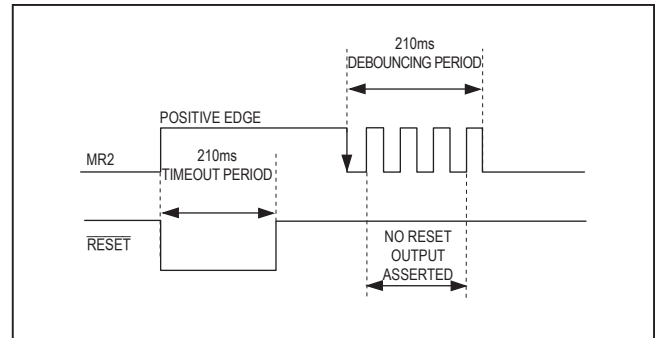 210ms
DEBOUNCING PERIOD
POSITIVE EDGE
MR2
210ms
TIMEOUT PERIOD
RESET
NO RESET
OUTPUT
ASSERTED